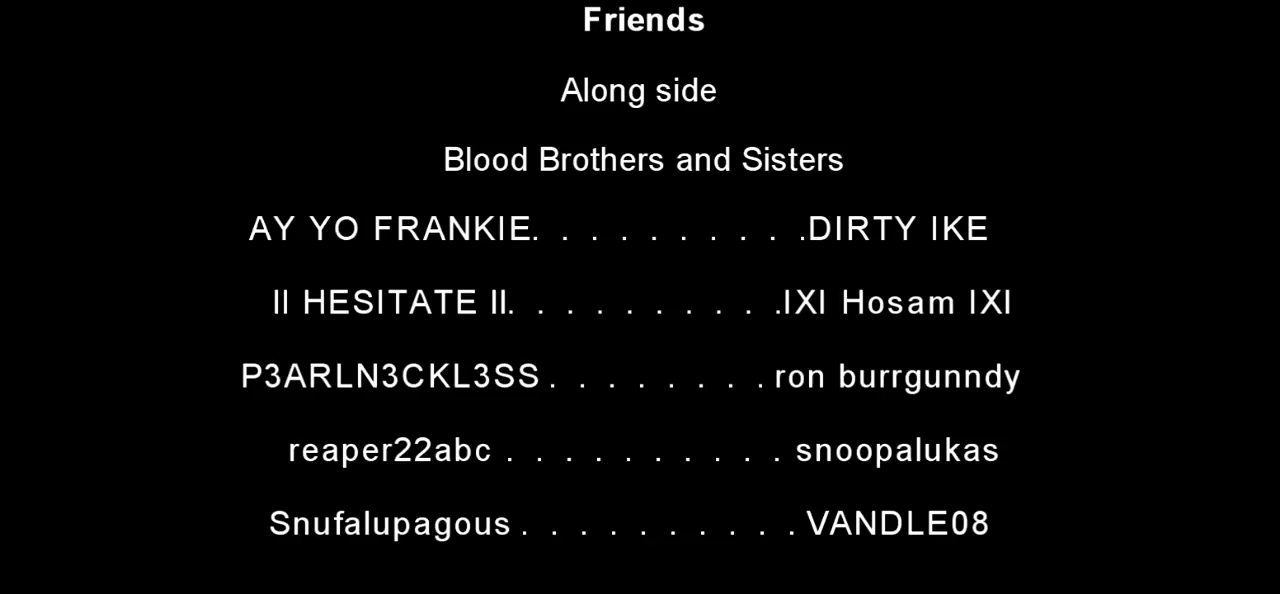 Friends
Along side
Blood Brothers and Sisters
AY YO FRANKIE. . . . . . . . . .DIRTY IKE
II HESITATE II. . . . . . . . . .IXI Hosam IXI
P3ARLN3CKL3SS . . . . . . . . ron burrgunndy
reaper22abc . . . . . . . . . . snoopalukas
Snufalupagous . . . . . . . . . . VANDLE08